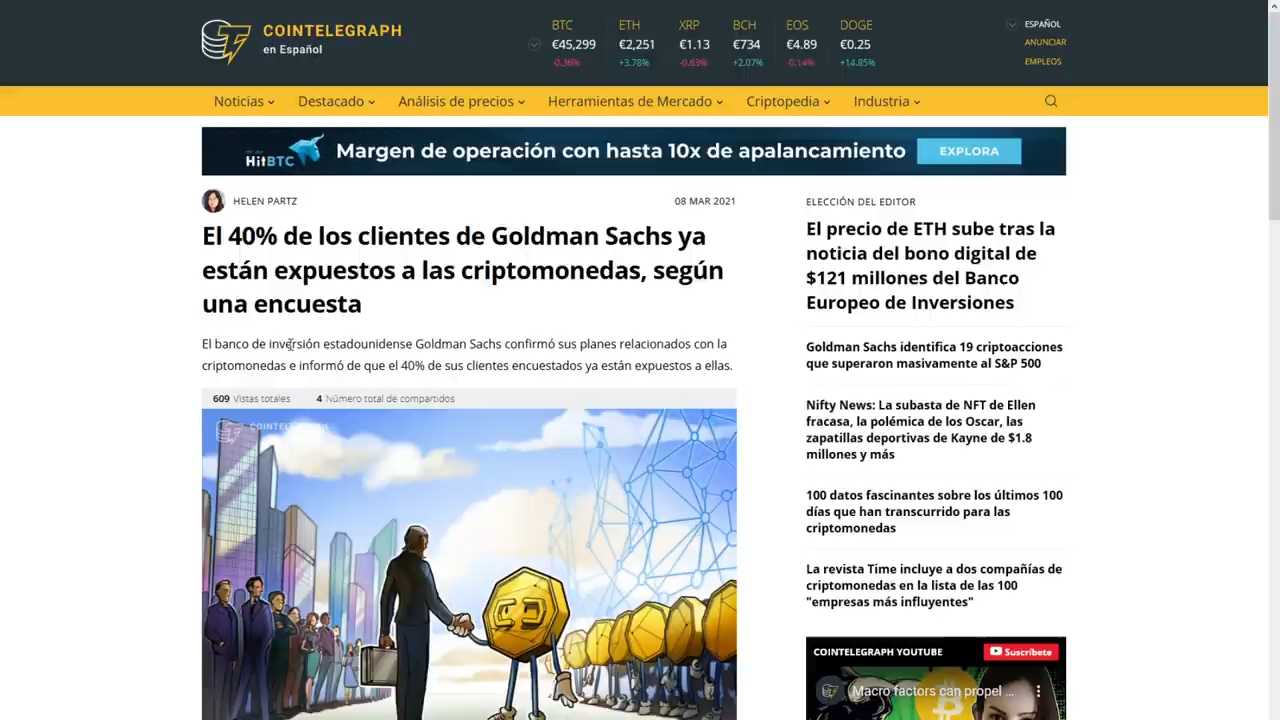 COINTELEGRAPH
en Español
BTC ETH XRP BCH EOS DOGE
€45,299 €2,251 €1.13 €734 €4.89 €0.25
-0.36% +3.78% -0.63% +2.07% -0.14% +14.85%
ESPAÑOL
ANUNCIAR
EMPLEOS
Noticias Destacado Análisis de precios Herramientas de Mercado Criptopedia Industria
HitBTC Margen de operación con hasta 10x de apalancamiento EXPLORA
HELEN PARTZ 08 MAR 2021
El 40% de los clientes de Goldman Sachs ya
están expuestos a las criptomonedas, según
una encuesta
El banco de inversión estadounidense Goldman Sachs confirmó sus planes relacionados con la
criptomonedas e informó de que el 40% de sus clientes encuestados ya están expuestos a ellas.
609 Vistas totales 4 Número total de compartidos
COINTELEGRAPH
ELECCIÓN DEL EDITOR
El precio de ETH sube tras la
noticia del bono digital de
$121 millones del Banco
Europeo de Inversiones
Goldman Sachs identifica 19 criptoacciones
que superaron masivamente al S&P 500
Nifty News: La subasta de NFT de Ellen
fracasa, la polémica de los Oscar, las
zapatillas deportivas de Kayne de $1.8
millones y más
100 datos fascinantes sobre los últimos 100
días que han transcurrido para las
criptomonedas
La revista Time incluye a dos compañías de
criptomonedas en la lista de las 100
"empresas más influyentes"
COINTELEGRAPH YOUTUBE Suscríbete
Macro factors can propel ...